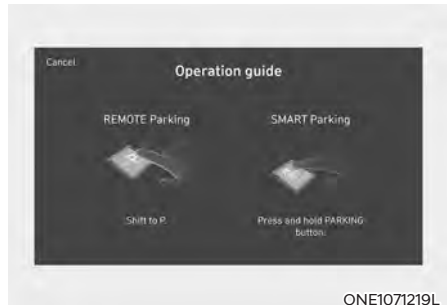 Cancel
Operation guide
REMOTE Parking
SMART Parking
Shift to P.
Press and hold PARKING
button.
ONE1071219L